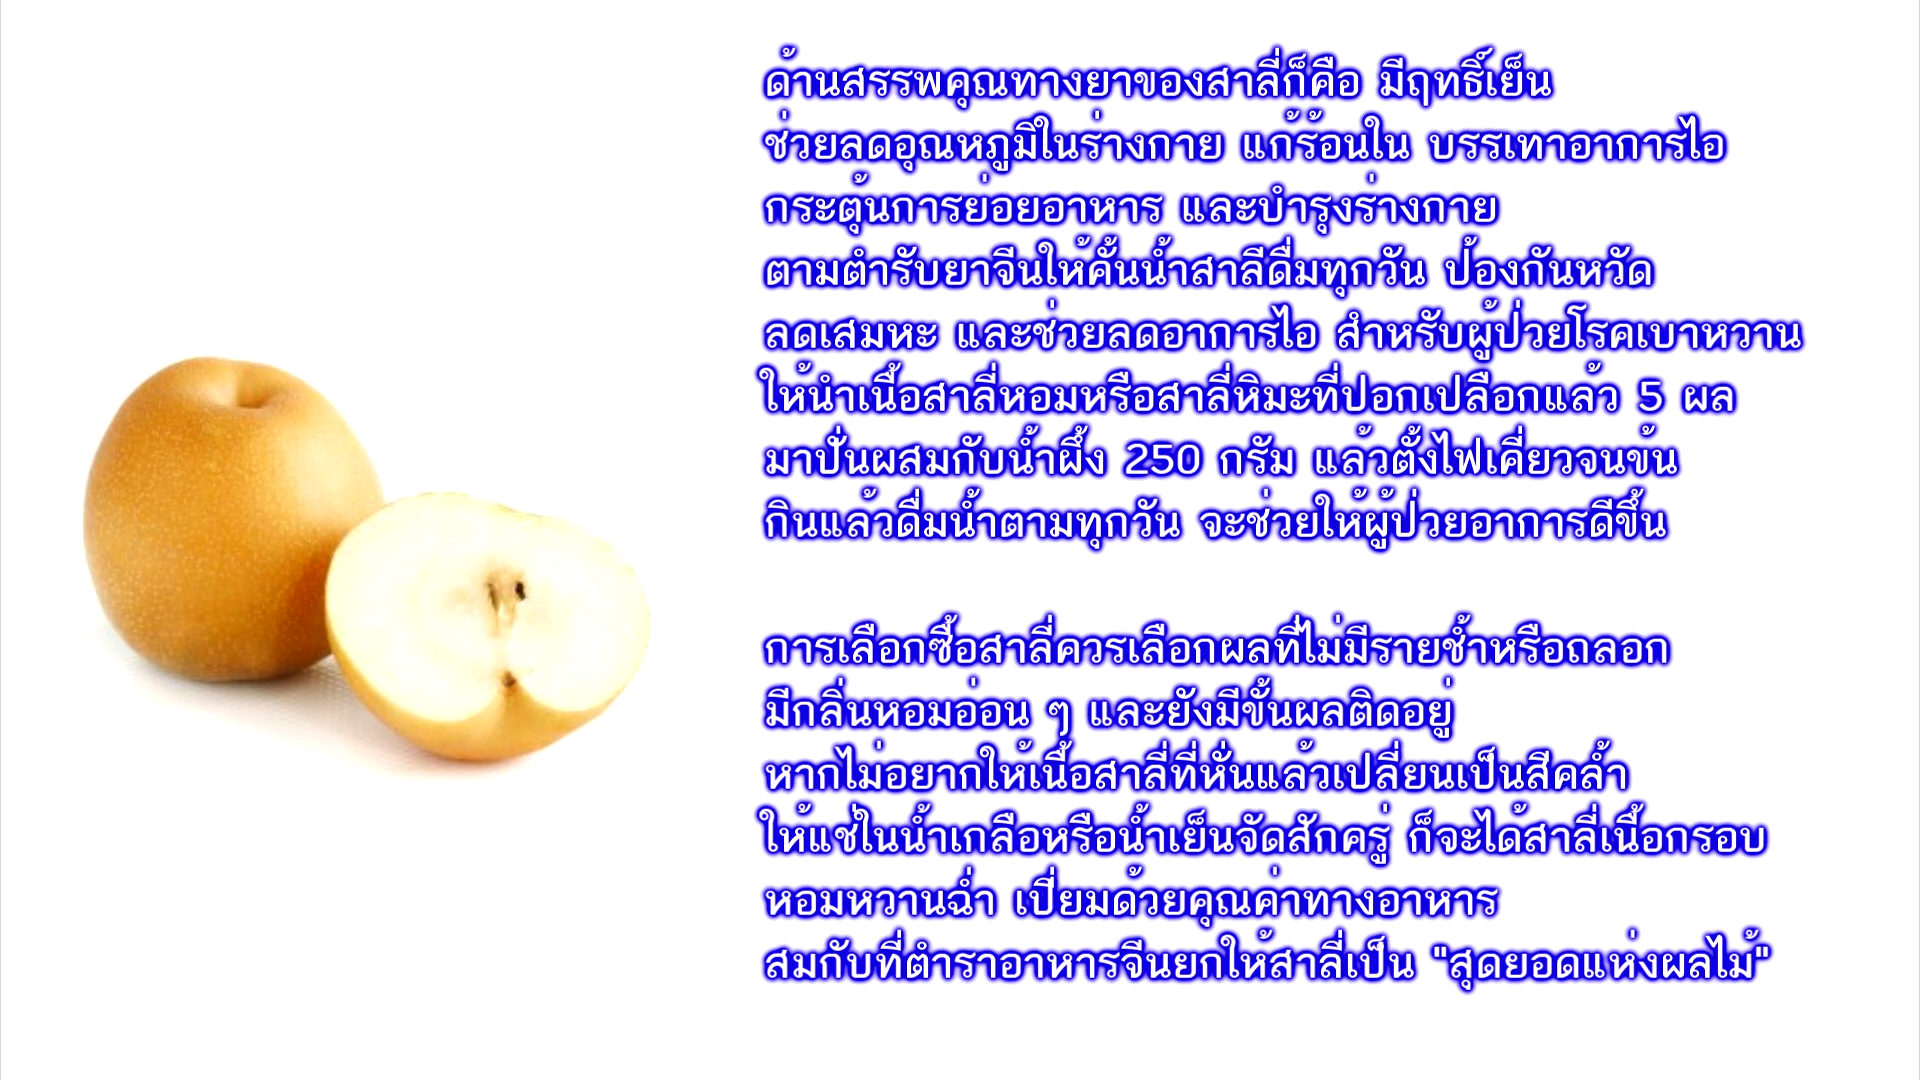 ด้านสรรพคุณทางยาของสาลี่ก็คือ มีฤทธิ์เย็น
ช่วยลดอุณหภูมิในร่างกาย แก้ร้อนใน บรรเทาอาการไอ
กระตุ้นการย่อยอาหาร และบำรุงร่างกาย
ตามตำรับยาจีนให้คั้นน้ำสาลี่ดื่มทุกวัน ป้องกันหวัด
ลดเสมหะ และช่วยลดอาการไอ สำหรับผู้ป่วยโรคเบาหวาน
ให้นำเนื้อสาลี่หอมหรือสาลี่หิมะที่ปอกเปลือกแล้ว 5 ผล
มาปั่นผสมกับน้ำผึ้ง 250 กรัม แล้วตั้งไฟเคี่ยวจนข้น
กินแล้วดื่มน้ำตามทุกวัน จะช่วยให้ผู้ป่วยอาการดีขึ้น
การเลือกซื้อสาลี่ควรเลือกผลที่ไม่มีรายช้ำหรือถลอก
มีกลิ่นหอมอ่อน ๆ และยังมีขั้นผลติดอยู่
หากไม่อยากให้เนื้อสาลี่ที่หั่นแล้วเปลี่ยนเป็นสีคล้ำ
ให้แช่ในน้ำเกลือหรือน้ำเย็นจัดสักครู่ ก็จะได้สาลี่เนื้อกรอบ
หอมหวานฉ่ำ เปี่ยมด้วยคุณค่าทางอาหาร
สมกับที่ตำราอาหารจีนยกให้สาลี่เป็น "สุดยอดแห่งผลไม้"